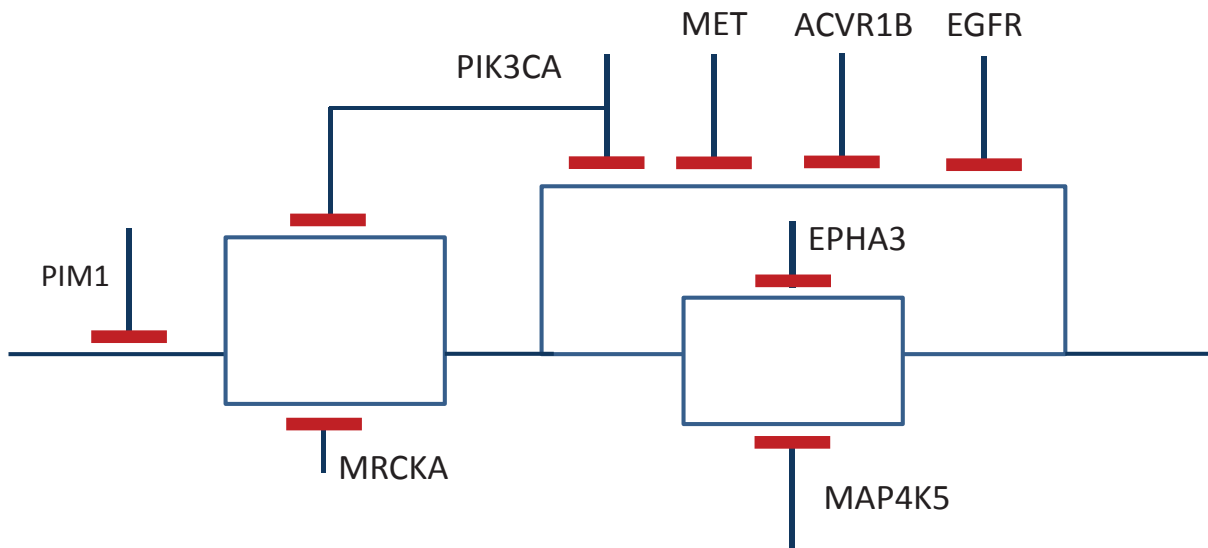 MET
ACVR1B
EGFR
PIK3CA
EPHA3
PIM1
MRCKA
MAP4K5